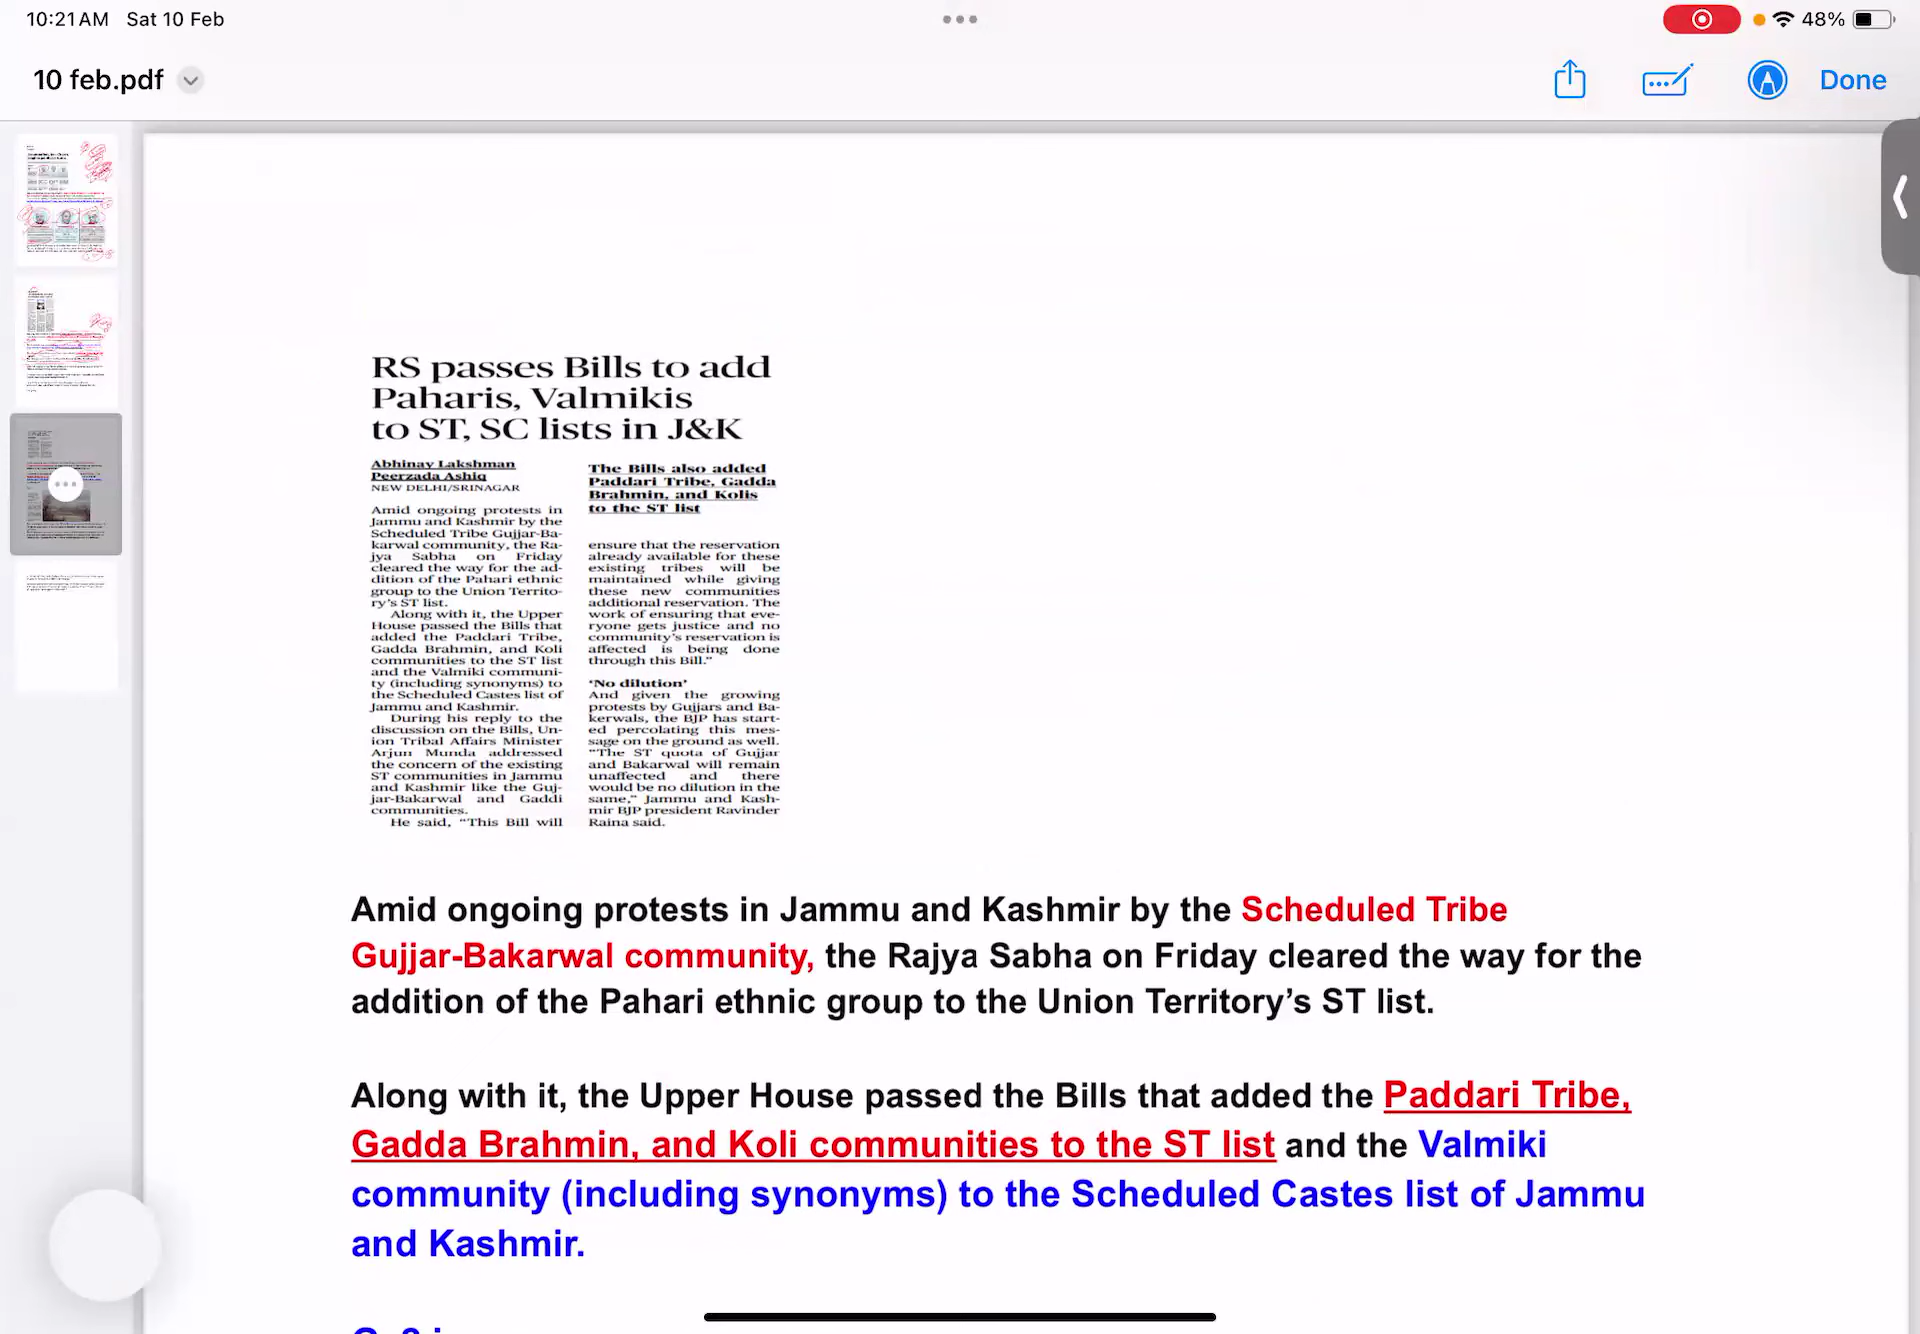 10:21 AM Sat 10 Feb
48%
10 feb.pdf
Done
RS passes Bills to add
Paharis, Valmikis
to ST, SC lists in J&K
Abhinay Lakshman
Peerzada Ashiq
NEW DELHI/SRINAGAR
Amid ongoing protests in
Jammu and Kashmir by the
Scheduled Tribe Gujjar-Ba-
karwal community, the Ra-
jya Sabha on Friday
cleared the way for the ad-
dition of the Pahari ethnic
group to the Union Territo-
ry's ST list.
Along with it, the Upper
House passed the Bills that
added the Paddari Tribe,
Gadda Brahmin, and Koli
communities to the ST list
and the Valmiki communi-
ty (including synonyms) to
the Scheduled Castes list of
Jammu and Kashmir.
During his reply to the
discussion on the Bills, Un-
ion Tribal Affairs Minister
Arjun Munda addressed
the concern of the existing
ST communities in Jammu
and Kashmir like the Guj-
jar-Bakarwal and Gaddi
communities.
He said, "This Bill will
The Bills also added
Paddari Tribe, Gadda
Brahmin, and Kolis
to the ST list
ensure that the reservation
already available for these
existing tribes will be
maintained while giving
these new communities
additional reservation. The
work of ensuring that eve-
ryone gets justice and no
community's reservation is
affected is being done
through this Bill."
'No dilution'
And given the growing
protests by Gujjars and Ba-
kerwals, the BJP has start-
ed percolating this mes-
sage on the ground as well.
"The ST quota of Gujjar
and Bakarwal will remain
unaffected and there
would be no dilution in the
same," Jammu and Kash-
mir BJP president Ravinder
Raina said.
Amid ongoing protests in Jammu and Kashmir by the Scheduled Tribe
Gujjar-Bakarwal community, the Rajya Sabha on Friday cleared the way for the
addition of the Pahari ethnic group to the Union Territory's ST list.
Along with it, the Upper House passed the Bills that added the Paddari Tribe,
Gadda Brahmin, and Koli communities to the ST list and the Valmiki
community (including synonyms) to the Scheduled Castes list of Jammu
and Kashmir.